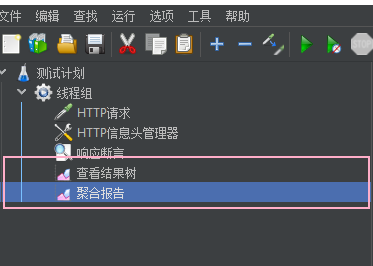 文件 编辑 查找 运行 选项 工具 帮助
STOP
测试计划
线程组
HTTP请求
HTTP信息头管理器
响应断言
查看结果树
聚合报告